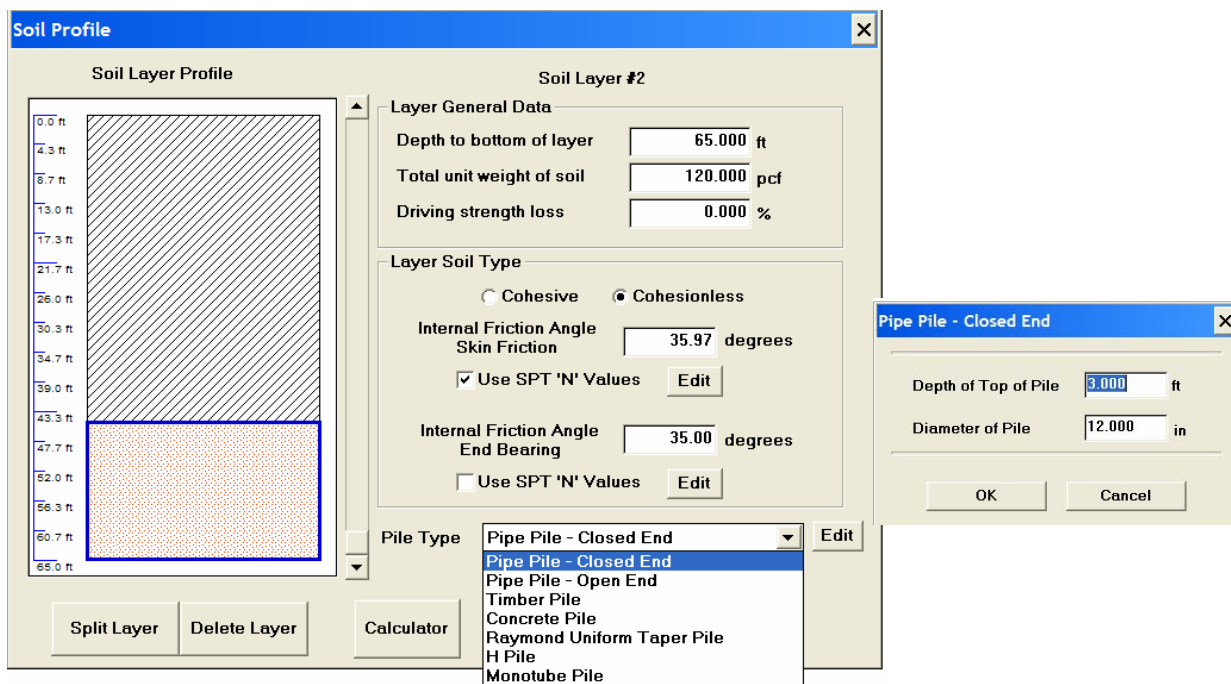 Soil Profile
Soil Layer Profile
0.0 ft
4.3 ft
8.7 ft
13.0 ft
17.3 ft
21.7 ft
26.0 ft
30.3 ft
34.7 ft
39.0 ft
43.3 ft
47.7 ft
52.0 ft
56.3 ft
60.7 ft
65.0 ft
Split Layer
Delete Layer
Calculator
Soil Layer #2
Layer General Data
Depth to bottom of layer 65.000 ft
Total unit weight of soil 120.000 pcf
Driving strength loss 0.000 %
Layer Soil Type
Cohesive Cohesionless
Internal Friction Angle
Skin Friction 35.97 degrees
Use SPT 'N' Values Edit
Internal Friction Angle
End Bearing 35.00 degrees
Use SPT 'N' Values Edit
Pile Type Pipe Pile - Closed End Edit
Pipe Pile - Closed End
Pipe Pile - Open End
Timber Pile
Concrete Pile
Raymond Uniform Taper Pile
H Pile
Monotube Pile
Pipe Pile - Closed End
Depth of Top of Pile 3.000 ft
Diameter of Pile 12.000 in
OK Cancel